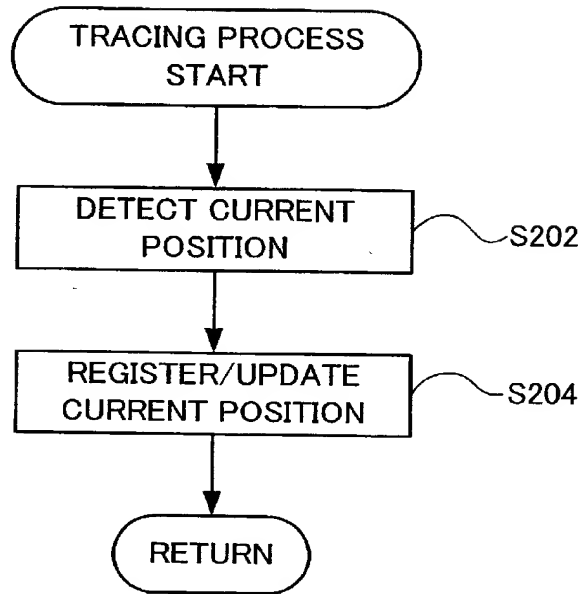 TRACING PROCESS
START
DETECT CURRENT
POSITION
S202
REGISTER/UPDATE
CURRENT POSITION
S204
RETURN